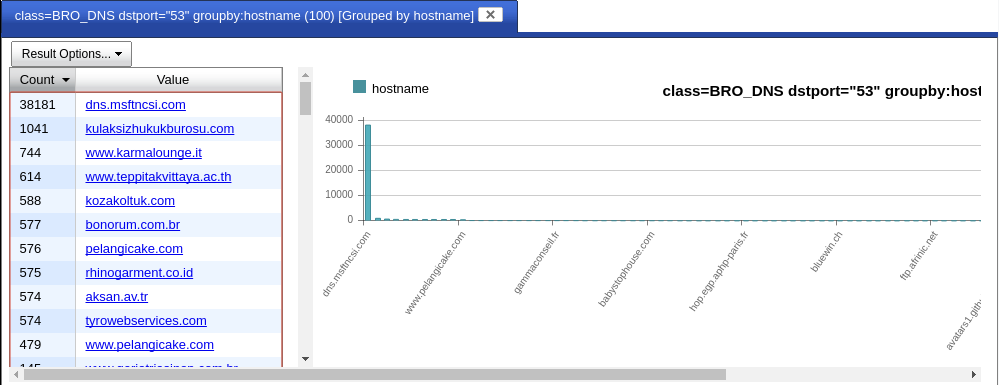 class=BRO_DNS dstport="53" groupby:hostname (100) [Grouped by hostname]
Result Options...
Count Value
38181 dns.msftncsi.com
1041 kulaksizhukukburosu.com
744 www.karmalounge.it
614 www.teppitakvittaya.ac.th
588 kozakoltuk.com
577 bonorum.com.br
576 pelangicake.com
575 rhinogarment.co.id
574 aksan.av.tr
574 tyrowebservices.com
479 www.pelangicake.com
hostname
class=BRO_DNS dstport="53" groupby:host
40000
30000
20000
10000
0
dns.msftncsi.com
www.pelangicake.com
gammaconseil.fr
babystophouse.com
hop.egp.aphp-paris.fr
bluewin.ch
ftp.afrinic.net
avatars1.gith